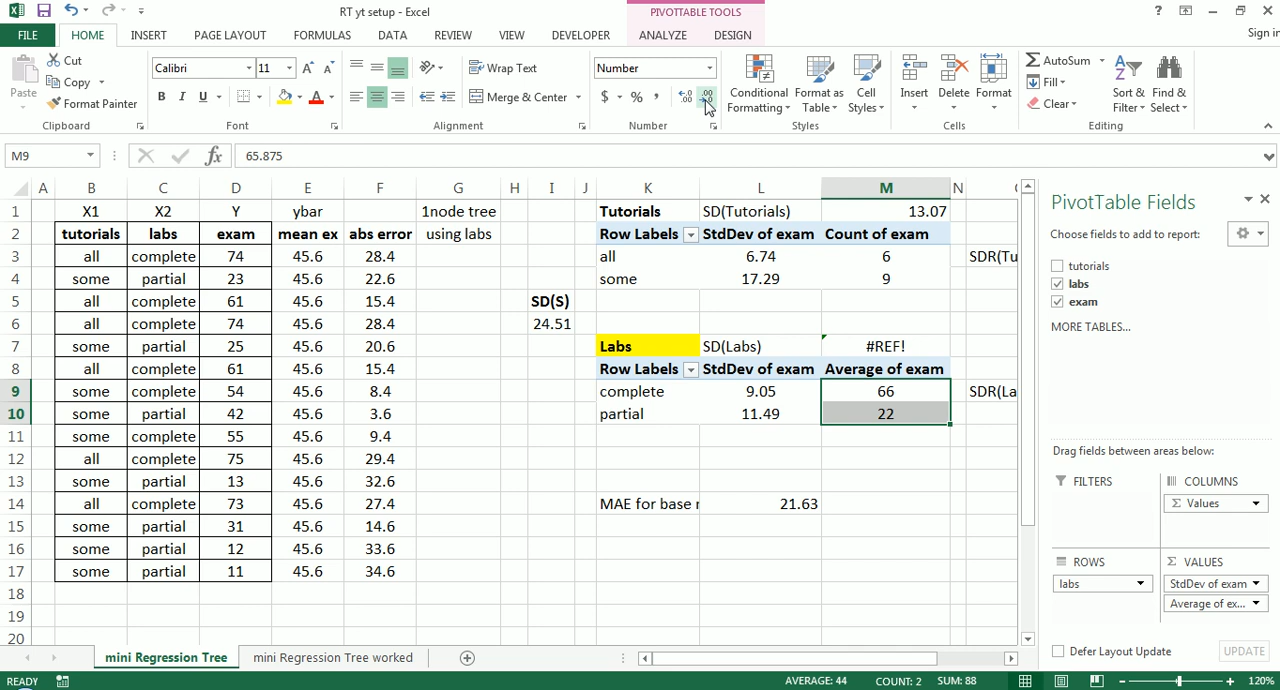 RT yt setup - Excel
PIVOTTABLE TOOLS
?
FILE HOME INSERT PAGE LAYOUT FORMULAS DATA REVIEW VIEW DEVELOPER ANALYZE DESIGN Sign in
Paste
Cut
Copy
Format Painter
Clipboard
Calibri 11
B I U
Font
Wrap Text
Merge & Center
Alignment
Number
$ % ,
Number
Conditional Formatting
Format as Table
Cell Styles
Styles
Insert
Delete
Format
Cells
AutoSum
Fill
Clear
Sort & Filter
Find & Select
Editing
M9 fx 65.875
A B C D E F G H I J K L M N
1 X1 X2 Y ybar 1node tree Tutorials SD(Tutorials) 13.07
2 tutorials labs exam mean ex abs error using labs Row Labels StdDev of exam Count of exam
3 all complete 74 45.6 28.4 all 6.74 6 SDR(Tu
4 some partial 23 45.6 22.6 some 17.29 9
5 all complete 61 45.6 15.4 SD(S)
6 all complete 74 45.6 28.4 24.51
7 some partial 25 45.6 20.6 Labs SD(Labs) #REF!
8 all complete 61 45.6 15.4 Row Labels StdDev of exam Average of exam
9 some complete 54 45.6 8.4 complete 9.05 66 SDR(La
10 some partial 42 45.6 3.6 partial 11.49 22
11 some complete 55 45.6 9.4
12 all complete 75 45.6 29.4
13 some partial 13 45.6 32.6
14 all complete 73 45.6 27.4 MAE for base r 21.63
15 some partial 31 45.6 14.6
16 some partial 12 45.6 33.6
17 some partial 11 45.6 34.6
18
19
20
mini Regression Tree mini Regression Tree worked
READY AVERAGE: 44 COUNT: 2 SUM: 88 120%
PivotTable Fields
Choose fields to add to report:
tutorials
labs
exam
MORE TABLES...
Drag fields between areas below:
FILTERS
COLUMNS
Σ Values
ROWS
labs
Σ VALUES
StdDev of exam
Average of ex...
Defer Layout Update UPDATE